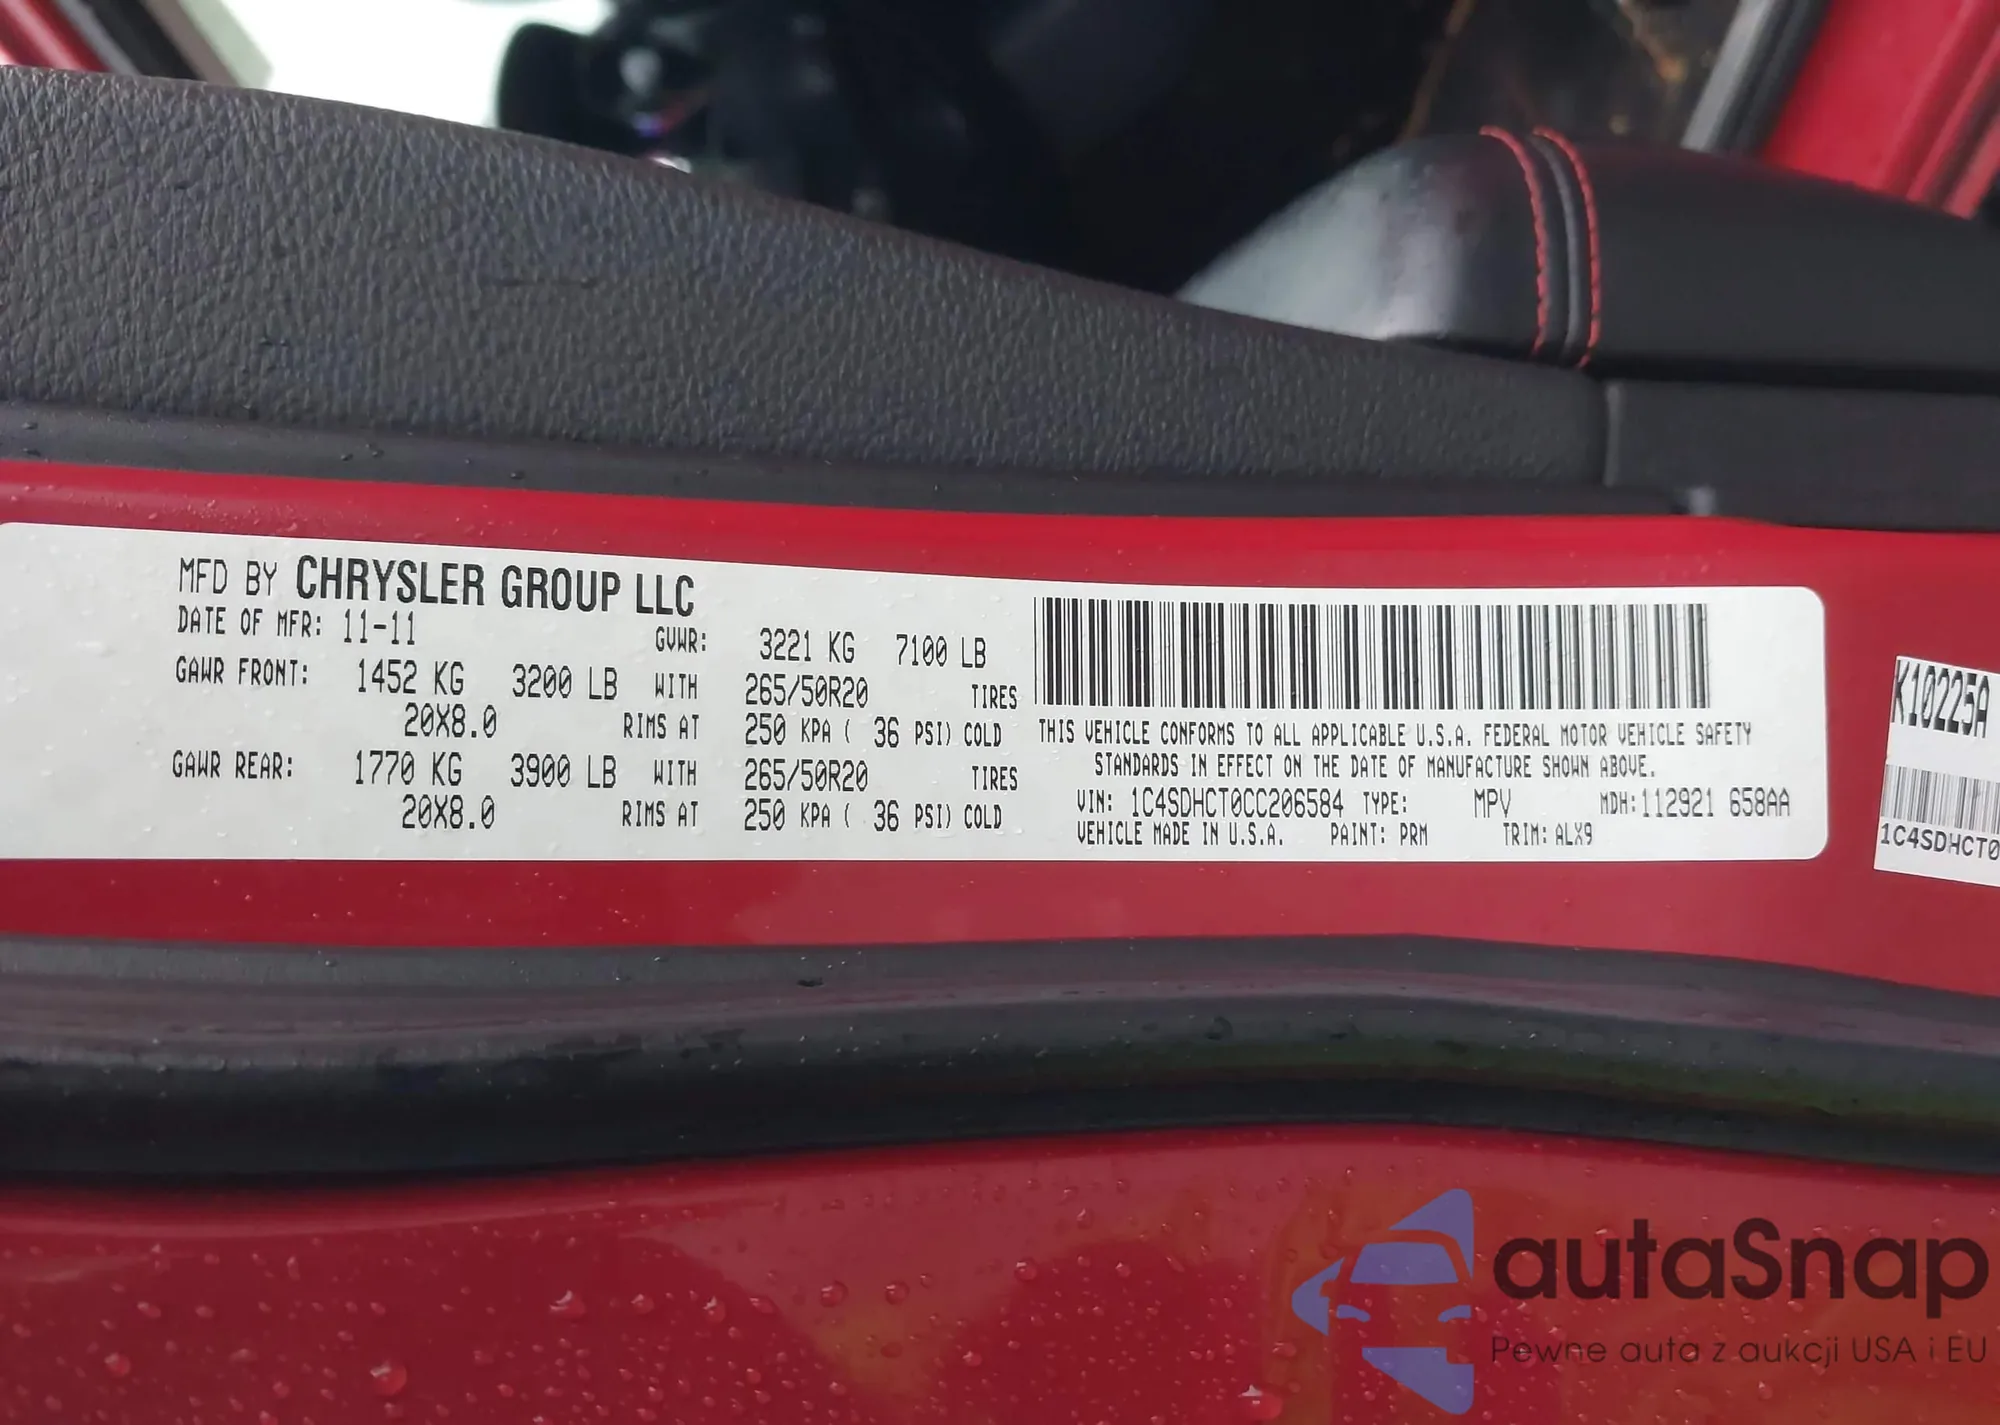 MFD BY CHRYSLER GROUP LLC
DATE OF MFR: 11-11 GVWR: 3221 KG 7100 LB
GAWR FRONT: 1452 KG 3200 LB WITH 265/50R20 TIRES
20X8.0 RIMS AT 250 KPA ( 36 PSI) COLD
GAWR REAR: 1770 KG 3900 LB WITH 265/50R20 TIRES
20X8.0 RIMS AT 250 KPA ( 36 PSI) COLD
THIS VEHICLE CONFORMS TO ALL APPLICABLE U.S.A. FEDERAL MOTOR VEHICLE SAFETY
STANDARDS IN EFFECT ON THE DATE OF MANUFACTURE SHOWN ABOVE.
VIN: 1C4SDHCT0CC206584 TYPE: MPV MDH:112921 658AA
VEHICLE MADE IN U.S.A. PAINT: PRM TRIM: ALX9
K10225A
1C4SDHCT0
autaSnap
Pewne auta z aukcji USA i EU